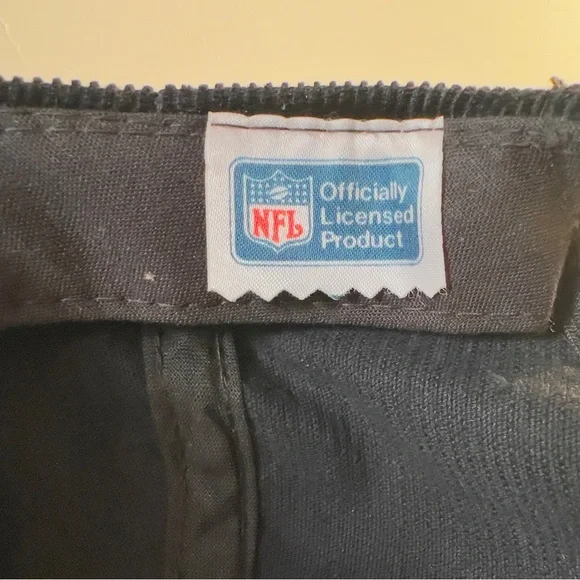 NFL
Officially
Licensed
Product